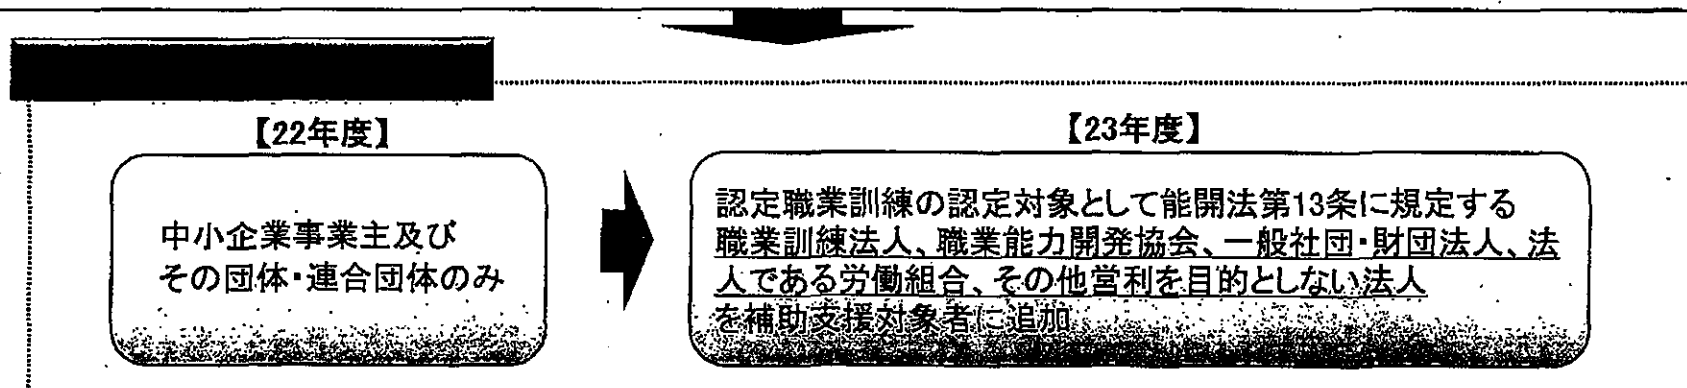 【22年度】
中小企業事業主及び
その団体・連合団体のみ
【23年度】
認定職業訓練の認定対象として能開法第13条に規定する
職業訓練法人、職業能力開発協会、一般社団・財団法人、法
人である労働組合、その他営利を目的としない法人
を補助支援対象者に追加